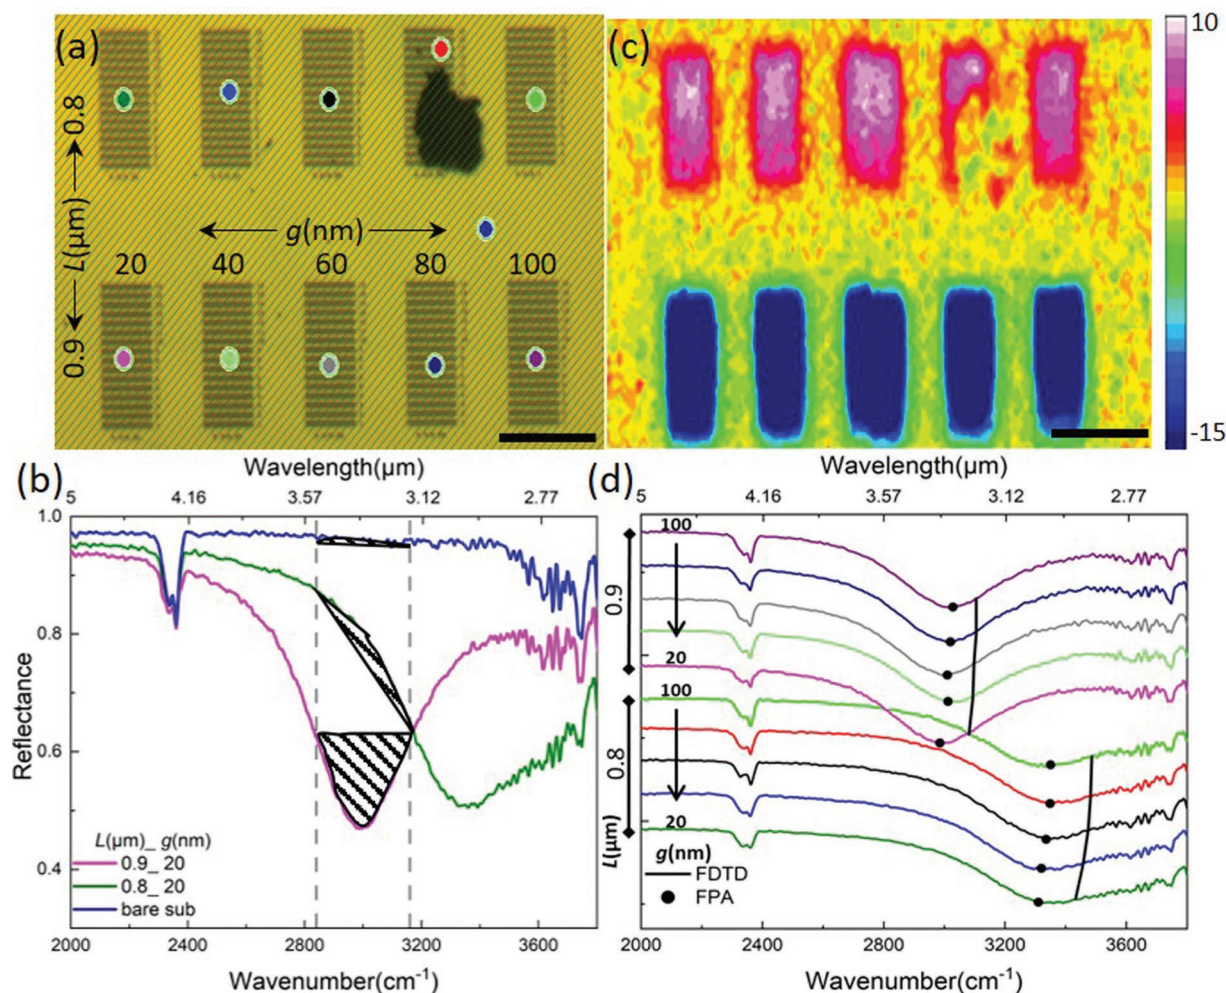 (a)
0.8
L(μm)
0.9
g(nm)
20 40 60 80 100
(c)
10
-15
(b)
Wavelength(μm)
5 4.16 3.57 3.12 2.77
1.0
0.8
0.6
0.4
Reflectance
L(μm)_ g(nm)
0.9_ 20
0.8_ 20
bare sub
2000 2400 2800 3200 3600
Wavenumber(cm-1)
(d)
Wavelength(μm)
5 4.16 3.57 3.12 2.77
100
0.9
20
100
0.8
20
L(μm)
g(nm)
FDTD
FPA
2000 2400 2800 3200 3600
Wavenumber(cm-1)